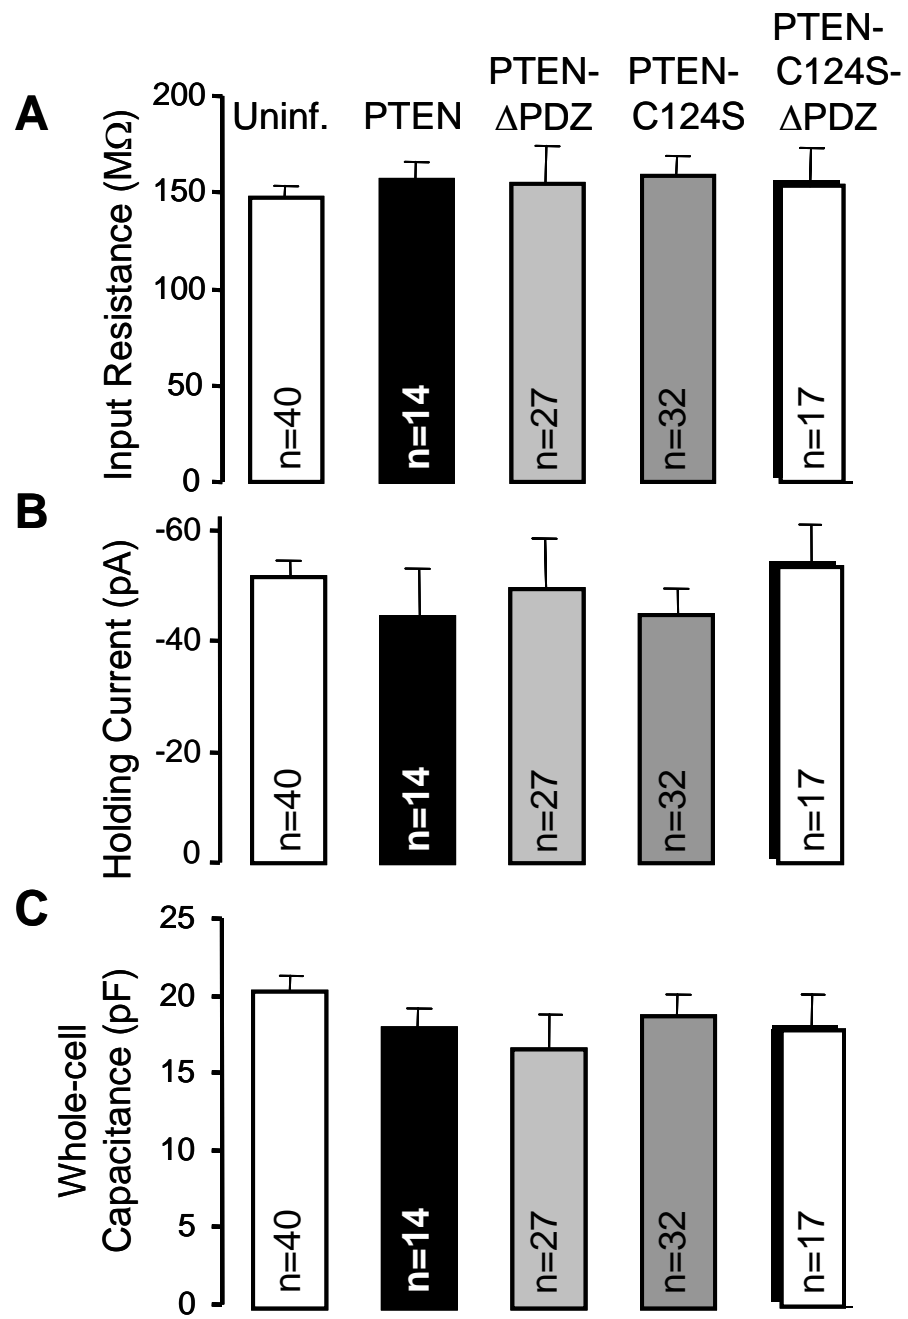 PTEN-
PTEN- PTEN- C124S-
A 200 Uninf. PTEN ΔPDZ C124S ΔPDZ
Input Resistance (MΩ)
150
100
50
0
n=40 n=14 n=27 n=32 n=17
B
Holding Current (pA)
-60
-40
-20
0
n=40 n=14 n=27 n=32 n=17
C
Whole-cell
Capacitance (pF)
25
20
15
10
5
0
n=40 n=14 n=27 n=32 n=17